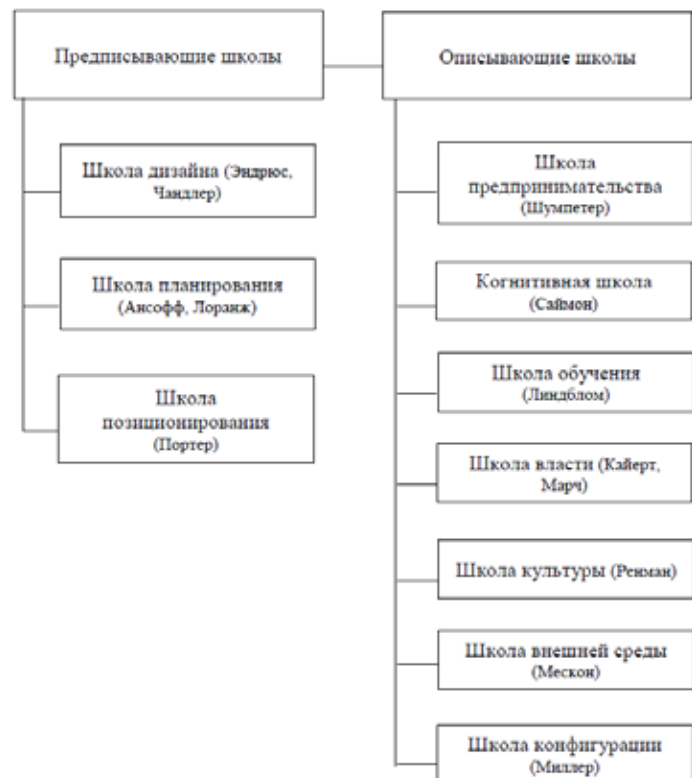 Предписывающие школы
Школа дизайна (Эндрюс,
Чандлер)
Школа планирования
(Ансофф, Лоранж)
Школа
позиционирования
(Портер)
Описывающие школы
Школа
предпринимательства
(Шумпетер)
Когнитивная школа
(Саймон)
Школа обучения
(Линдблом)
Школа власти (Кайерт,
Марч)
Школа культуры (Ренман)
Школа внешней среды
(Мескон)
Школа конфигурации
(Миллер)